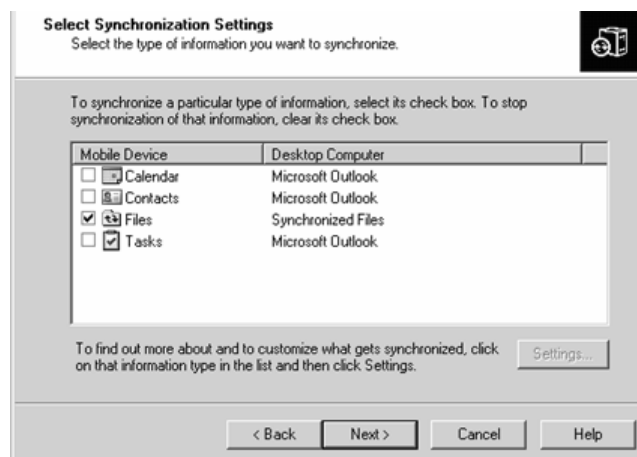 Select Synchronization Settings
Select the type of information you want to synchronize.
To synchronize a particular type of information, select its check box. To stop
synchronization of that information, clear its check box.
Mobile Device Desktop Computer
Calendar Microsoft Outlook
Contacts Microsoft Outlook
Files Synchronized Files
Tasks Microsoft Outlook
To find out more about and to customize what gets synchronized, click
on that information type in the list and then click Settings.
Settings...
< Back Next > Cancel Help